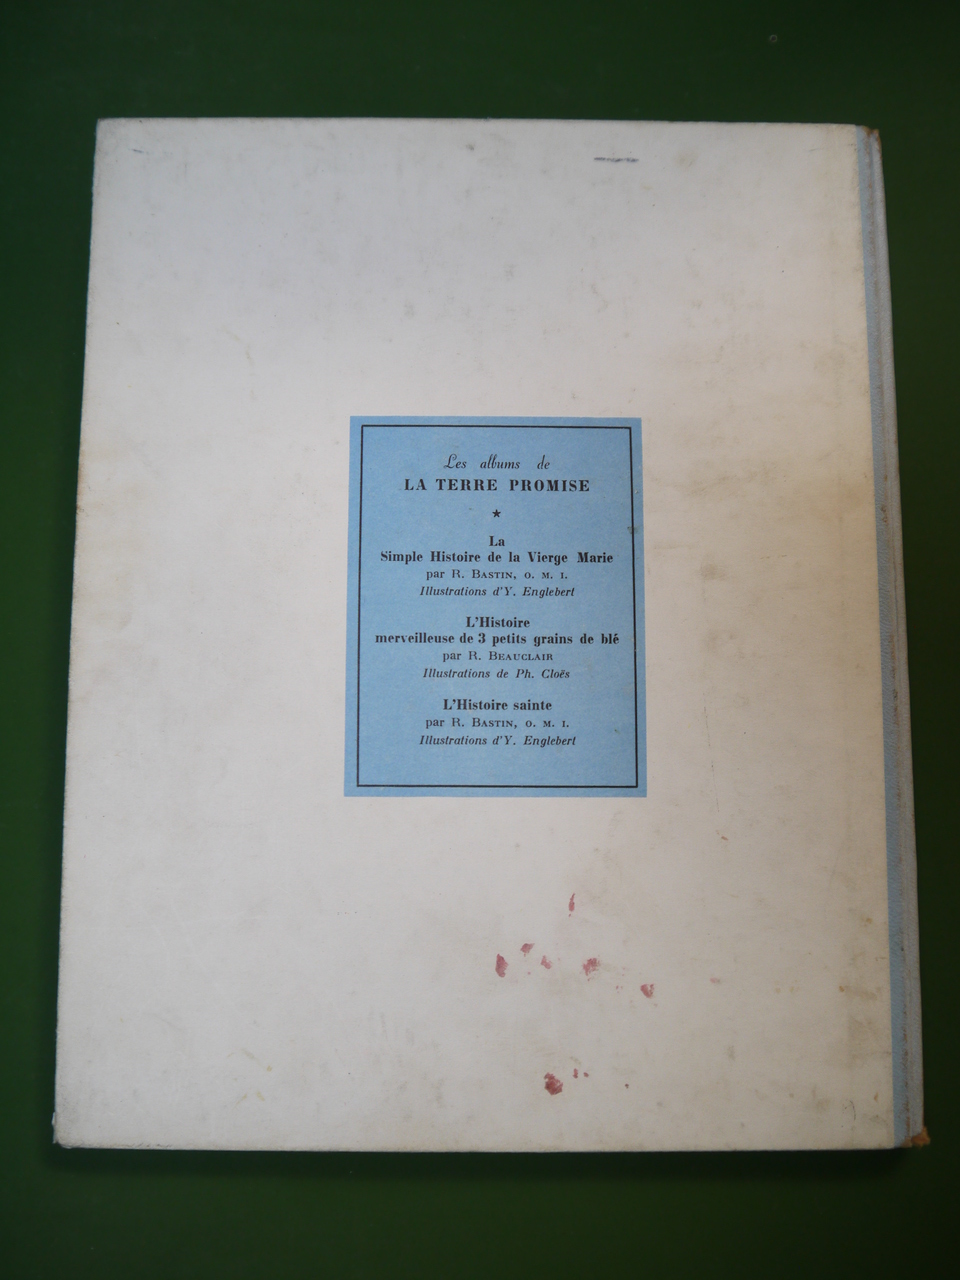 Les albums de
LA TERRE PROMISE
★
La
Simple Histoire de la Vierge Marie
par R. BASTIN, O. M. I.
Illustrations d'Y. Englebert
L'Histoire
merveilleuse de 3 petits grains de blé
par R. BEAUCLAIR
Illustrations de Ph. Cloës
L'Histoire sainte
par R. BASTIN, O. M. I.
Illustrations d'Y. Englebert